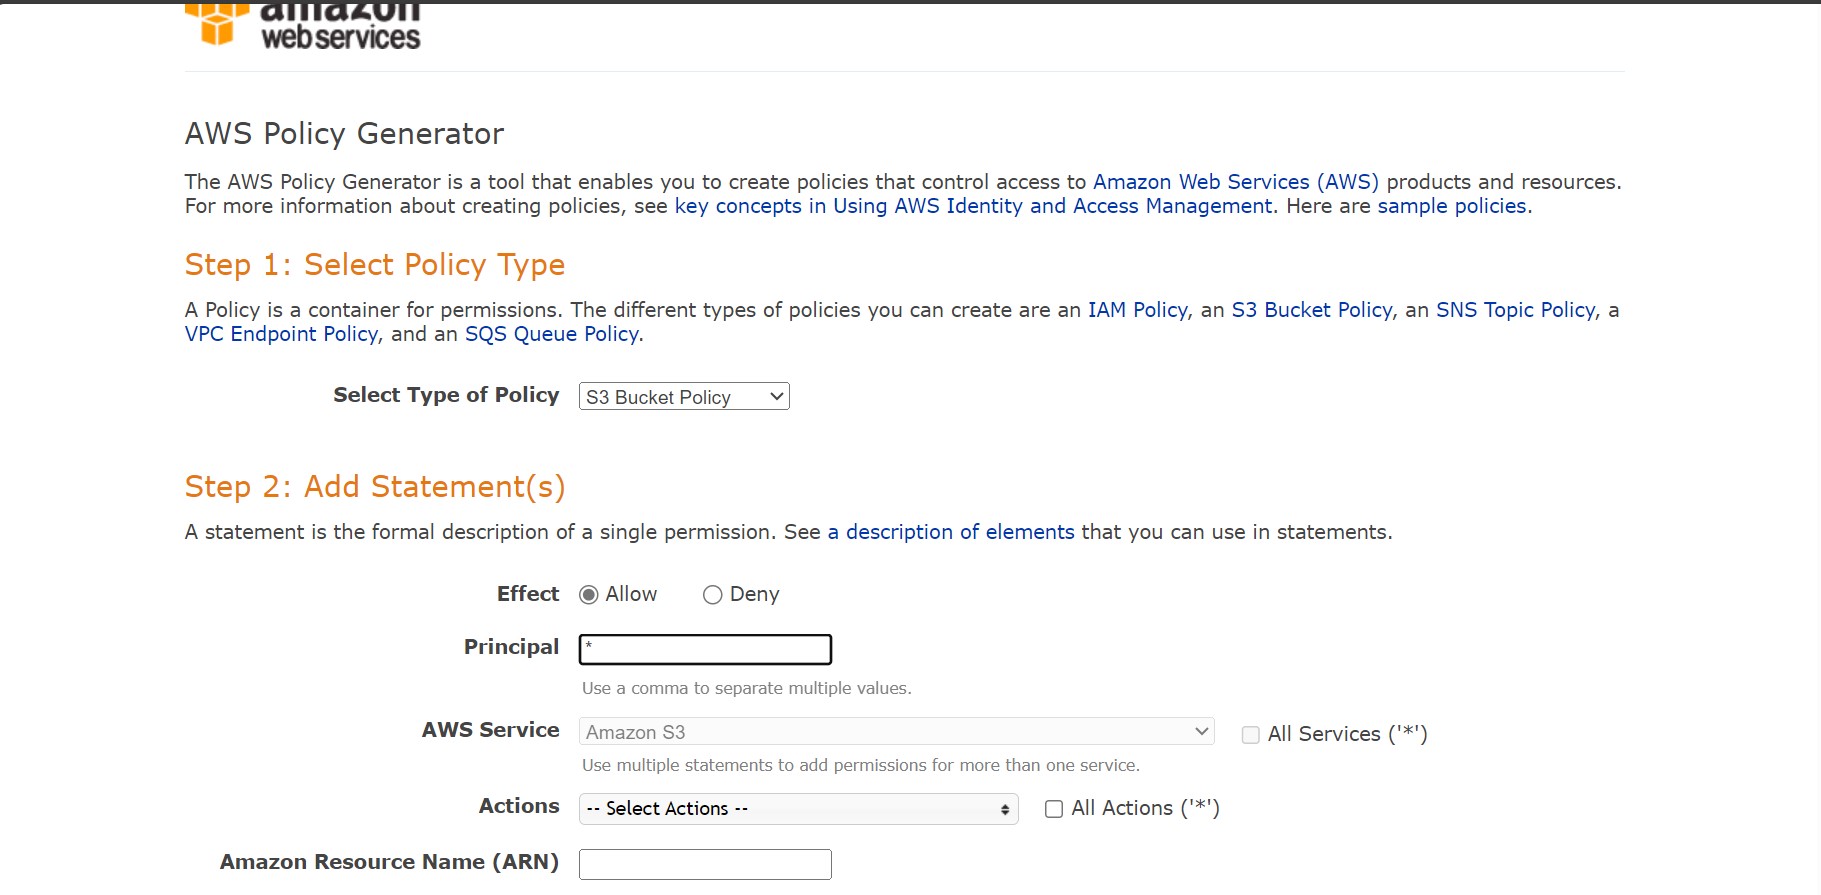 amazon
webservices
AWS Policy Generator
The AWS Policy Generator is a tool that enables you to create policies that control access to Amazon Web Services (AWS) products and resources.
For more information about creating policies, see key concepts in Using AWS Identity and Access Management. Here are sample policies.
Step 1: Select Policy Type
A Policy is a container for permissions. The different types of policies you can create are an IAM Policy, an S3 Bucket Policy, an SNS Topic Policy, a
VPC Endpoint Policy, and an SQS Queue Policy.
Select Type of Policy S3 Bucket Policy
Step 2: Add Statement(s)
A statement is the formal description of a single permission. See a description of elements that you can use in statements.
Effect Allow Deny
Principal *
Use a comma to separate multiple values.
AWS Service Amazon S3 All Services ('*')
Use multiple statements to add permissions for more than one service.
Actions -- Select Actions -- All Actions ('*')
Amazon Resource Name (ARN)